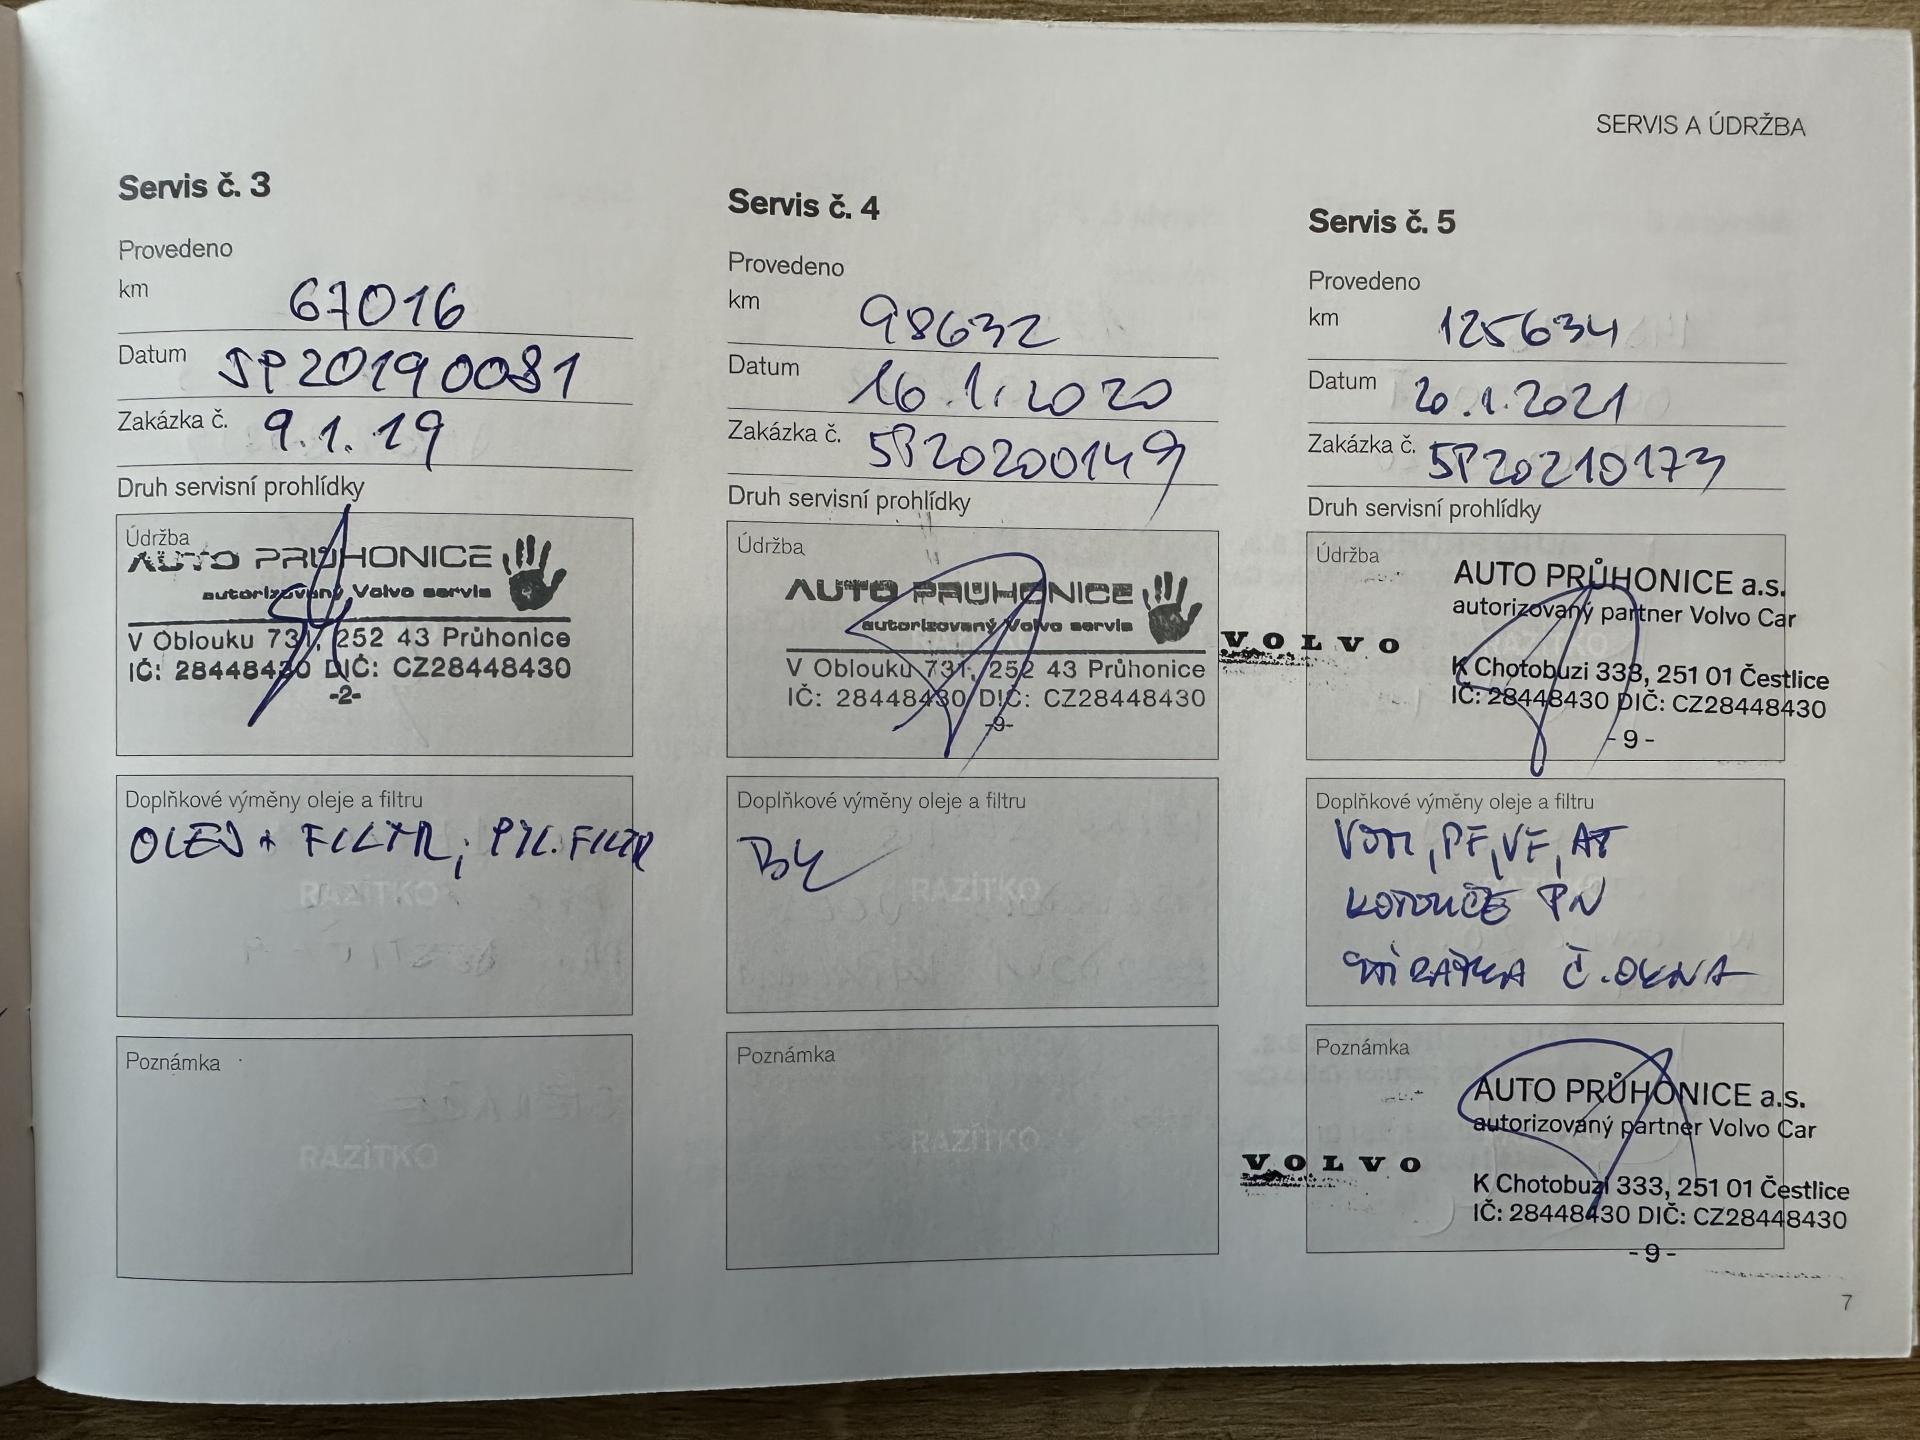 SERVIS A ÚDRŽBA
Servis č. 3
Provedeno
km 67016
Datum SP20190081
Zakázka č. 9.1.19
Druh servisní prohlídky
Údržba
AUTO PRŮHONICE
autorizovaný Volvo servis
V Oblouku 731, 252 43 Průhonice
IČ: 28448430 DIČ: CZ28448430
-2-
Doplňkové výměny oleje a filtru
OLEJ + FILTR, PYL. FILTR
RAZÍTKO
Poznámka
RAZÍTKO
Servis č. 4
Provedeno
km 98632
Datum 16.1.2020
Zakázka č. SP20200149
Druh servisní prohlídky
Údržba
AUTO PRŮHONICE
autorizovaný Volvo servis
V Oblouku 731, 252 43 Průhonice
IČ: 28448430 DIČ: CZ28448430
-9-
Doplňkové výměny oleje a filtru
RAZÍTKO
Poznámka
RAZÍTKO
Servis č. 5
Provedeno
km 125634
Datum 20.1.2021
Zakázka č. SP20210173
Druh servisní prohlídky
Údržba
AUTO PRŮHONICE a.s.
autorizovaný partner Volvo Car
VOLVO
K Chotobuzi 333, 251 01 Čestlice
IČ: 28448430 DIČ: CZ28448430
- 9 -
Doplňkové výměny oleje a filtru
PF, VF, AT
KOTOUČE PN
STÍRÁTKA Č. OKNA
Poznámka
AUTO PRŮHONICE a.s.
autorizovaný partner Volvo Car
VOLVO
K Chotobuzi 333, 251 01 Čestlice
IČ: 28448430 DIČ: CZ28448430
- 9 -
7